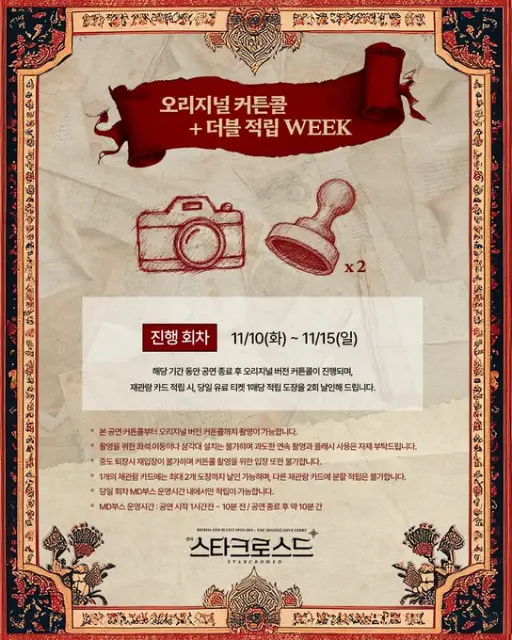 오리지널 커튼콜
+ 더블 적립 WEEK
x 2
진행 회차 11/10(화) ~ 11/15(일)
해당 기간 동안 공연 종료 후 오리지널 버전 커튼콜이 진행되며,
재관람 카드 적립 시, 당일 유료 티켓 1매당 적립 도장을 2회 날인해 드립니다.
* 본 공연 커튼콜부터 오리지널 버전 커튼콜까지 촬영이 가능합니다.
* 촬영을 위한 좌석 이동이나 삼각대 설치는 불가하며 과도한 연속 촬영과 플래시 사용은 자제 부탁드립니다.
* 중도 퇴장시 재입장이 불가하며 커튼콜 촬영을 위한 입장 또한 불가합니다.
* 1개의 재관람 카드에는 최대 2개 도장까지 날인 가능하며, 다른 재관람 카드에 분할 적립은 불가합니다.
* 당일 회차 MD부스 운영시간 내에서만 적립이 가능합니다.
* MD부스 운영시간 : 공연 시작 1시간 전 ~ 10분 전 / 공연 종료 후 약 10분 간
ROMEO AND JULIET SPIN-OFF : THE MISSING LOVE STORY
연극
스타크로스드
STARCROSSED